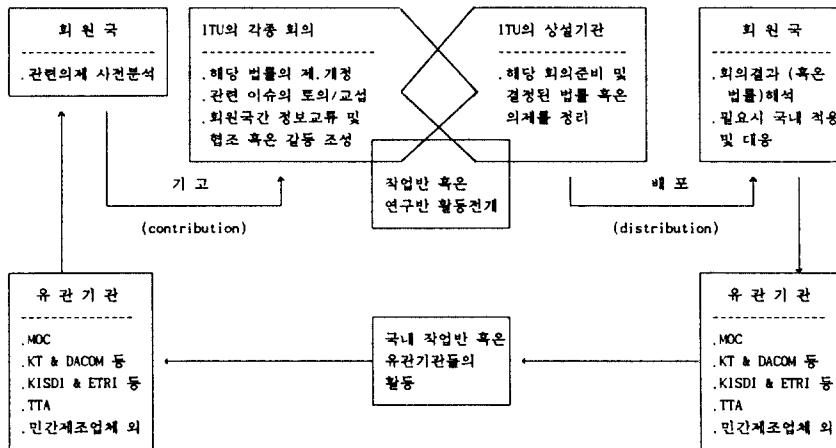 회 원 국
.관련의제 사전분석
ITU의 각종 회의
.해당 법률의 제.개정
.관련 이슈의 토의/교섭
.회원국간 정보교류 및
협조 혹은 갈등 조성
ITU의 상설기관
.해당 회의준비 및
결정된 법률 혹은
의제를 정리
회 원 국
.회의결과 (혹은
법률)해석
.필요시 국내 적용
및 대응
기 고
(contribution)
작업반 혹은
연구반 활동전개
배 포
(distribution)
유 관 기 관
.MOC
.KT & DACOM 등
.KISDI & ETRI 등
.TTA
.민간제조업체 외
국내 작업반 혹은
유관기관들의
활동
유 관 기 관
.MOC
.KT & DACOM 등
.KISDI & ETRI 등
.TTA
.민간제조업체 외